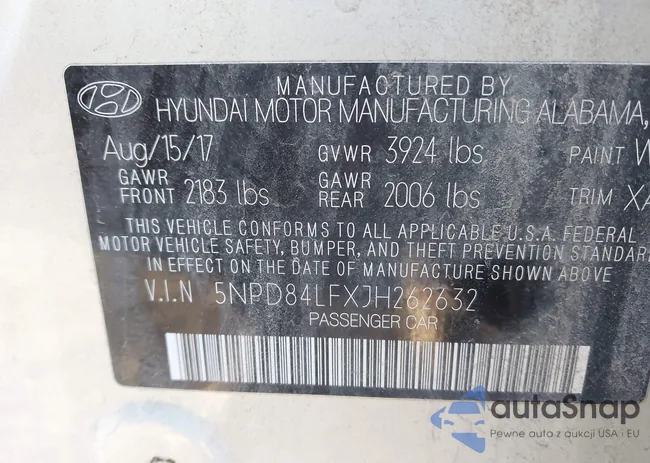 MANUFACTURED BY
HYUNDAI MOTOR MANUFACTURING ALABAMA,
Aug/15/17 GVWR 3924 lbs PAINT
GAWR FRONT 2183 lbs GAWR REAR 2006 lbs TRIM
THIS VEHICLE CONFORMS TO ALL APPLICABLE U.S.A. FEDERAL
MOTOR VEHICLE SAFETY, BUMPER, AND THEFT PREVENTION STANDARD
IN EFFECT ON THE DATE OF MANUFACTURE SHOWN ABOVE
V.I.N 5NPD84LFXJH262632
PASSENGER CAR
autoSnap
Pewne auto z aukcji USA i EU